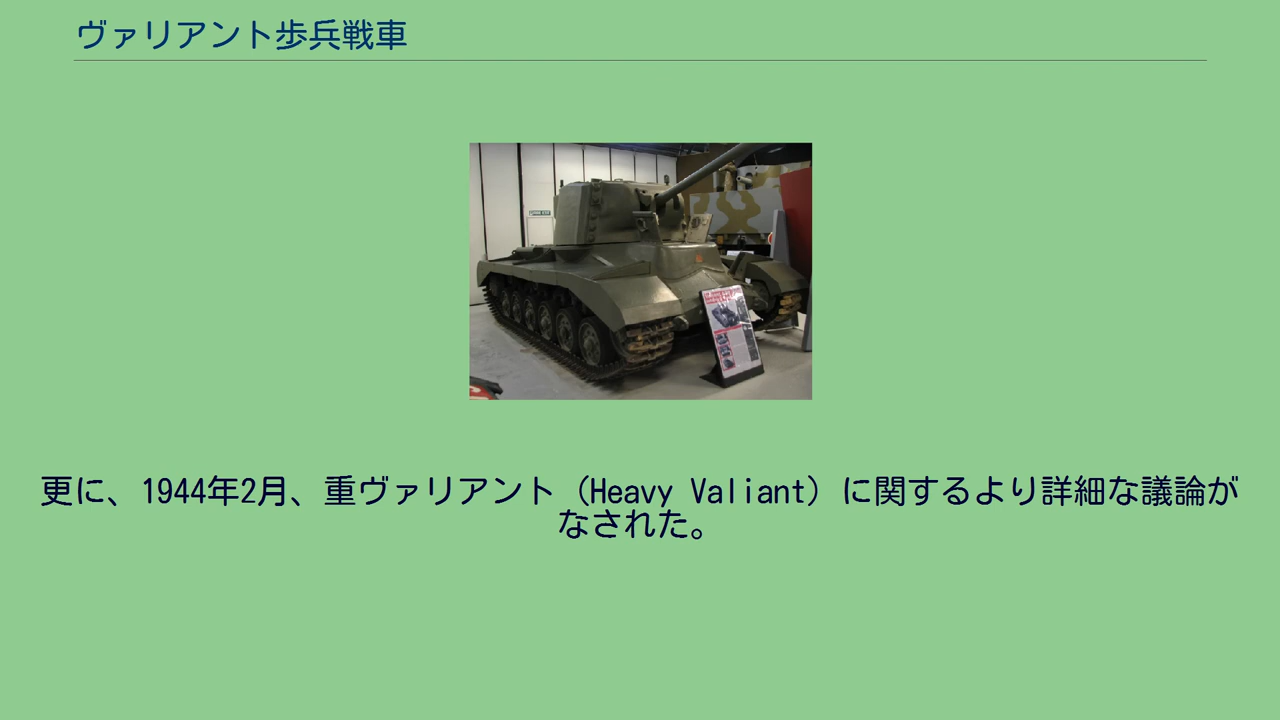 ヴァリアント歩兵戦車
更に、1944年2月、重ヴァリアント（Heavy Valiant）に関するより詳細な議論が
なされた。